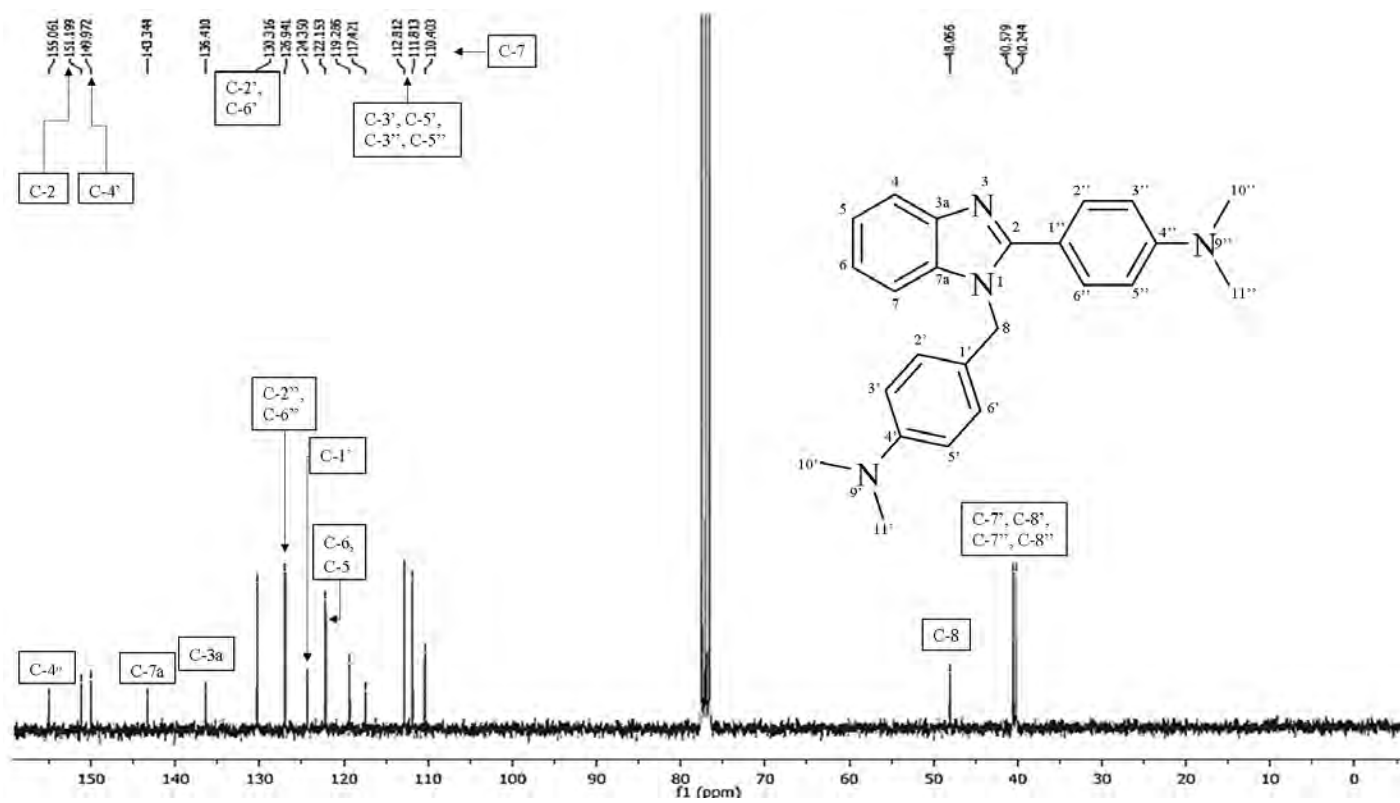 155.061
151.199
149.972
143.344
136.410
130.316
126.941
124.350
122.153
119.286
117.421
112.812
111.813
110.403
48.066
40.579
40.244
C-7
C-2’,
C-6’
C-3’, C-5’,
C-3’’, C-5’’
C-2
C-4’
4
3
2''
3''
10''
5
3a
N
2
1''
4''
N
9''
6
7a
N
1
6''
5''
11''
7
8
2'
1'
3'
6'
4'
5'
10'
N
9'
11'
C-2’’,
C-6’’
C-1’
C-6,
C-5
C-7’, C-8’,
C-7’’, C-8’’
C-8
C-4’’
C-7a
C-3a
150 140 130 120 110 100 90 80 70 60 50 40 30 20 10 0
f1 (ppm)